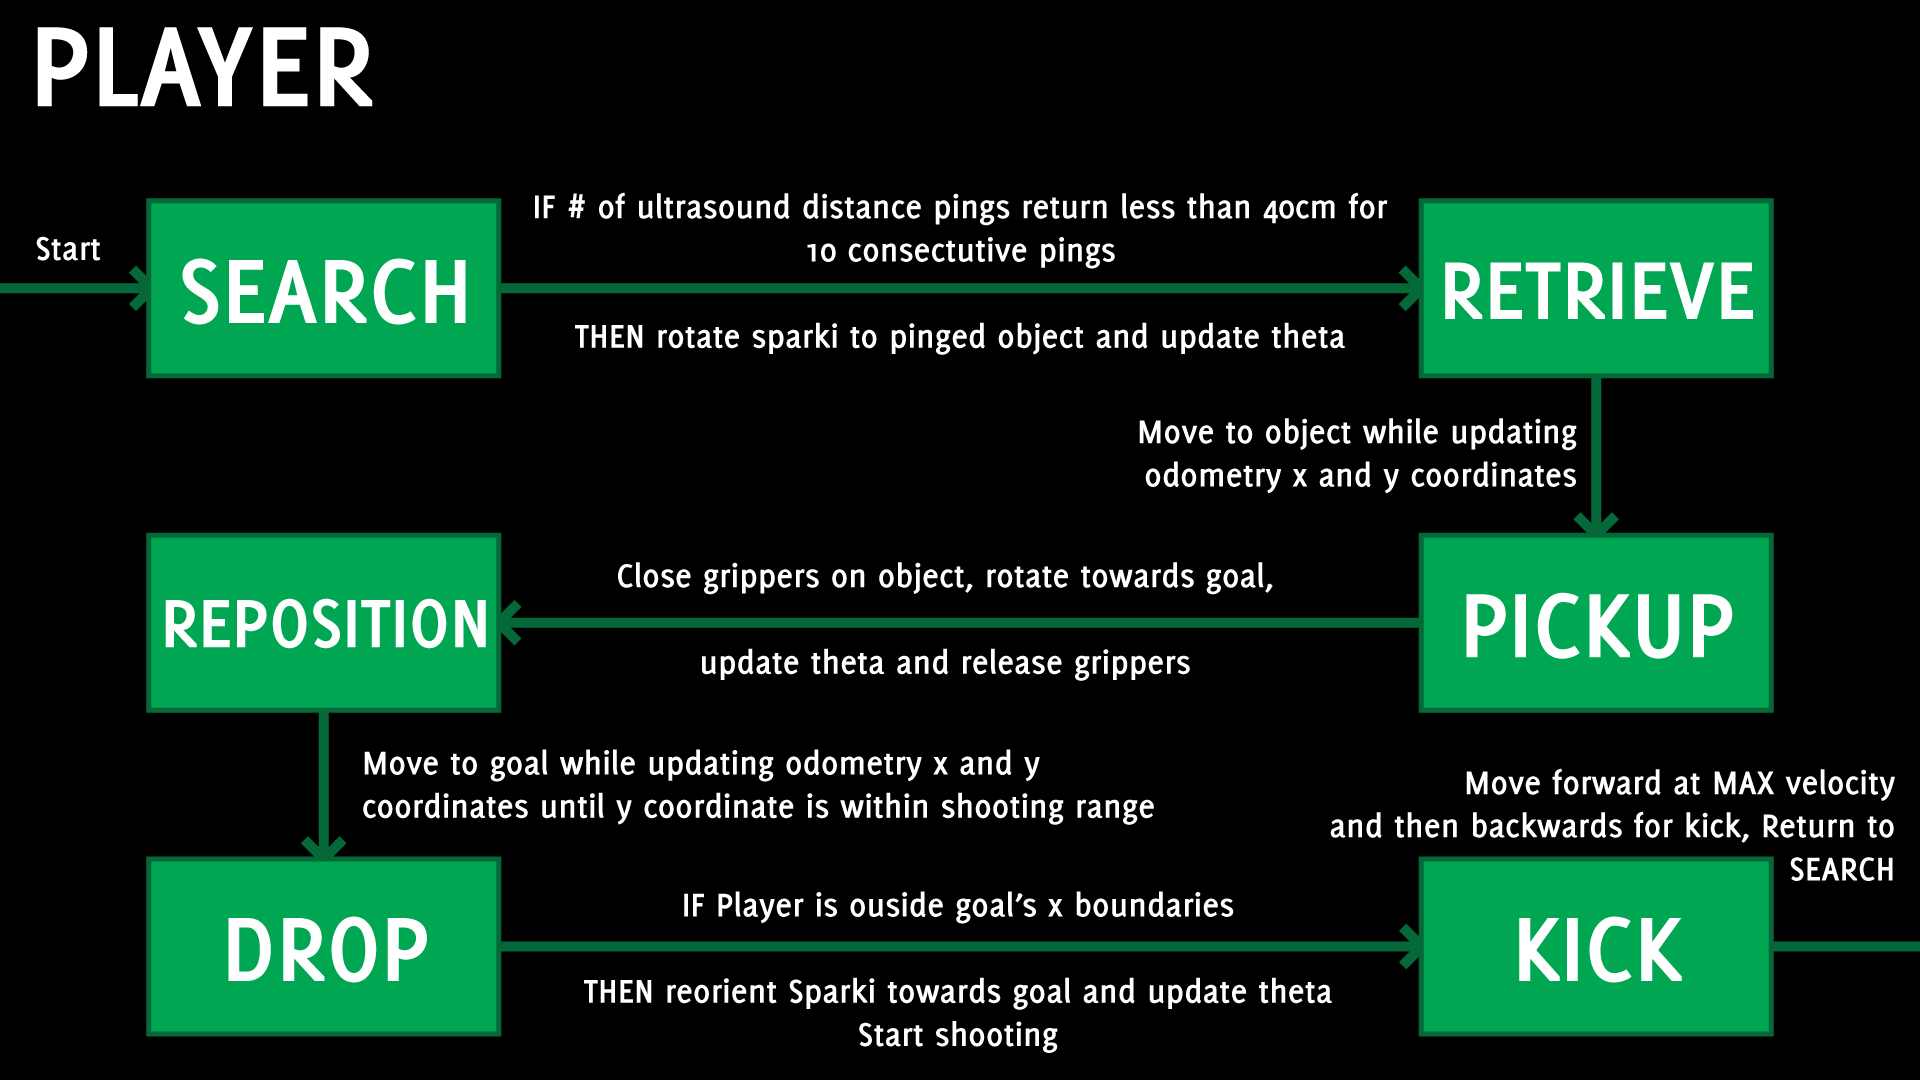 PLAYER
Start
SEARCH
IF # of ultrasound distance pings return less than 40cm for
10 consectutive pings
THEN rotate sparki to pinged object and update theta
RETRIEVE
Move to object while updating
odometry x and y coordinates
REPOSITION
Close grippers on object, rotate towards goal,
update theta and release grippers
PICKUP
Move to goal while updating odometry x and y
coordinates until y coordinate is within shooting range
Move forward at MAX velocity
and then backwards for kick, Return to
SEARCH
DROP
IF Player is ouside goal's x boundaries
THEN reorient Sparki towards goal and update theta
Start shooting
KICK